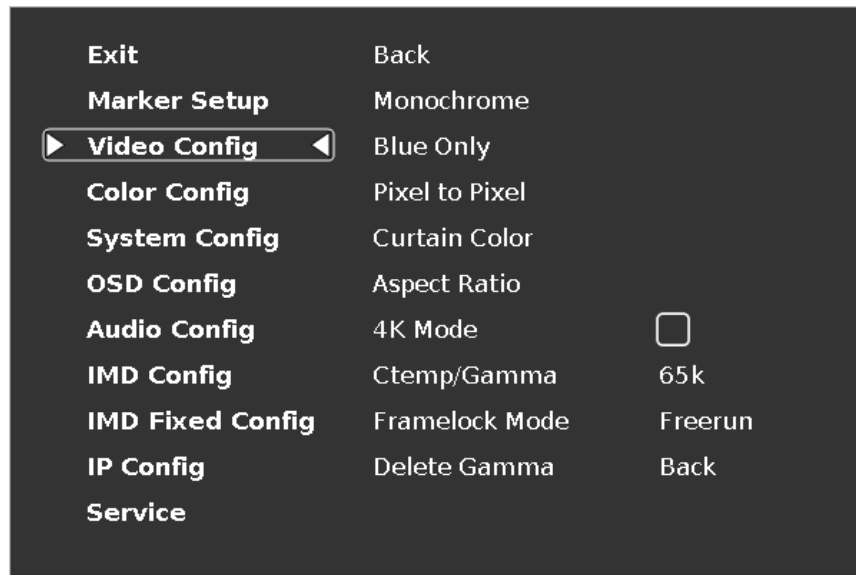 Exit Back
Marker Setup Monochrome
Video Config Blue Only
Color Config Pixel to Pixel
System Config Curtain Color
OSD Config Aspect Ratio
Audio Config 4K Mode
IMD Config Ctemp/Gamma 65k
IMD Fixed Config Framelock Mode Freerun
IP Config Delete Gamma Back
Service